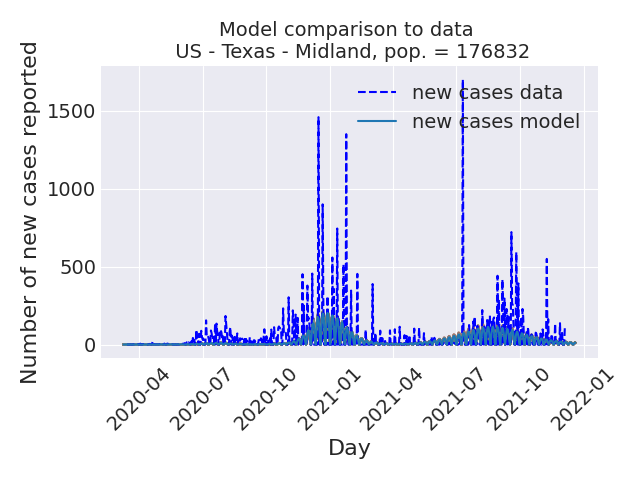 Model comparison to data
US - Texas - Midland, pop. = 176832
new cases data
new cases model
Number of new cases reported
1500
1000
500
0
2020-04
2020-07
2020-10
2021-01
2021-04
2021-07
2021-10
2022-01
Day